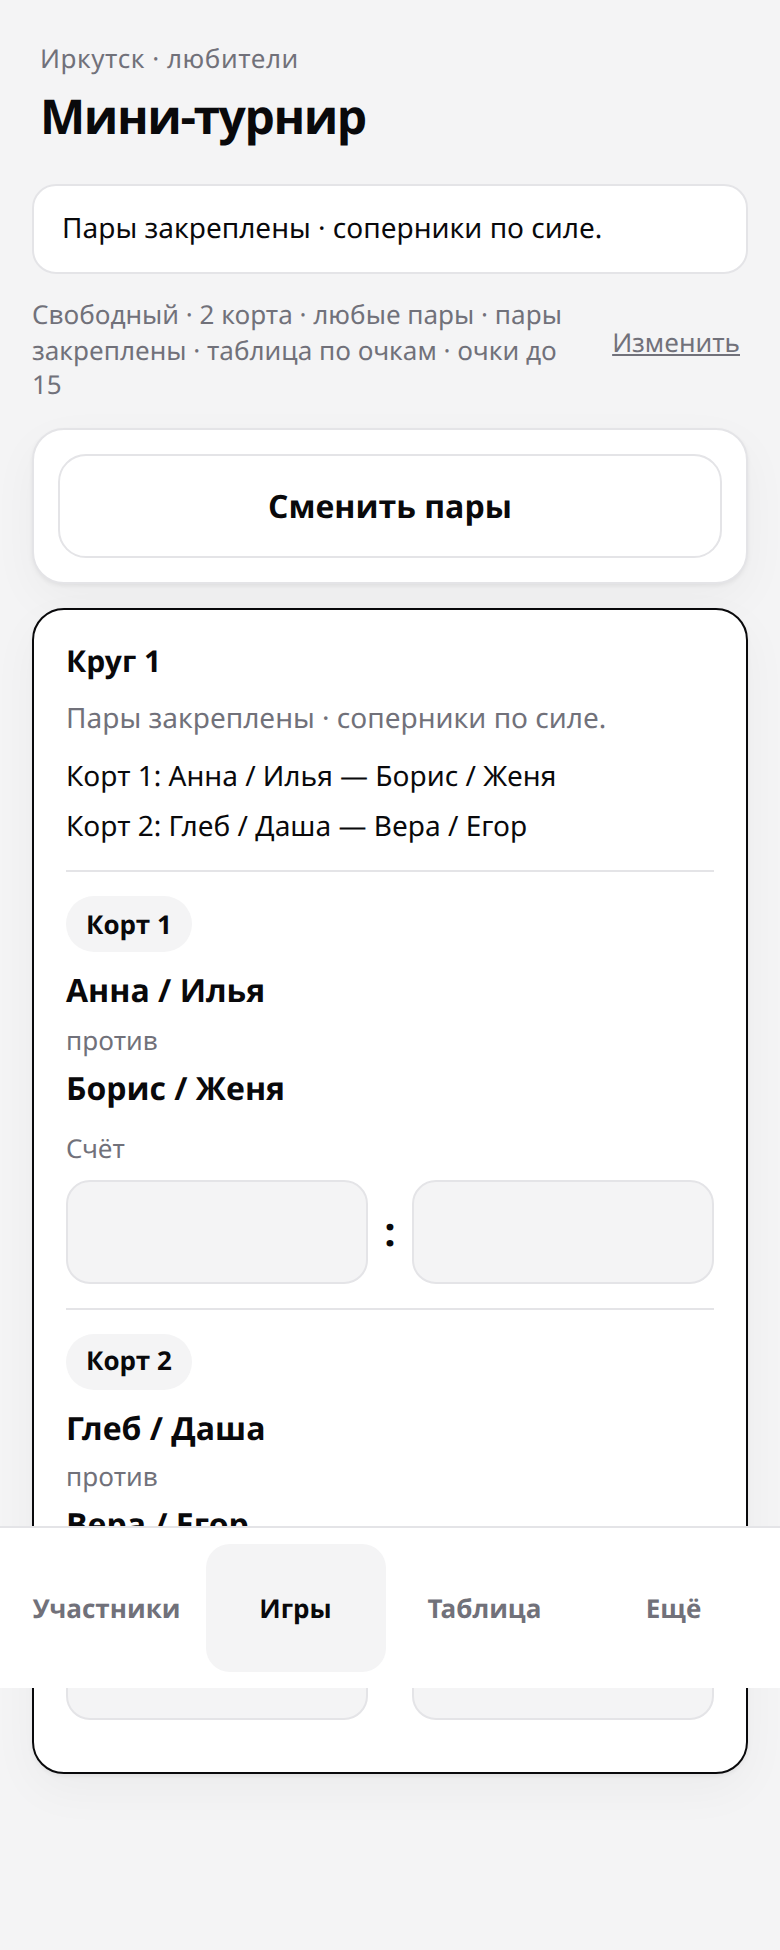 Иркутск · любители
Мини-турнир
Пары закреплены · соперники по силе.
Свободный · 2 корта · любые пары · пары
закреплены · таблица по очкам · очки до
15
Изменить
Сменить пары
Круг 1
Пары закреплены · соперники по силе.
Корт 1: Анна / Илья — Борис / Женя
Корт 2: Глеб / Даша — Вера / Егор
Корт 1
Анна / Илья
против
Борис / Женя
Счёт
:
Корт 2
Глеб / Даша
против
Вера / Егор
Участники
Игры
Таблица
Ещё